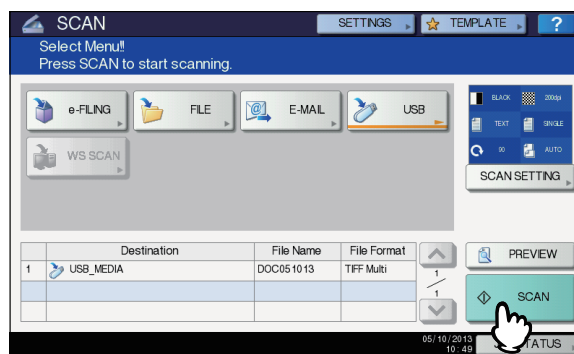 SCAN
SETTINGS
TEMPLATE
?
Select Menu!!
Press SCAN to start scanning.
e-FILING
FILE
E-MAIL
USB
WS SCAN
BLACK
200dpi
TEXT
SINGLE
90
AUTO
SCAN SETTING
Destination File Name File Format
1 USB_MEDIA DOC051013 TIFF Multi
1
1
PREVIEW
SCAN
05/10/2013
10:49
TATUS